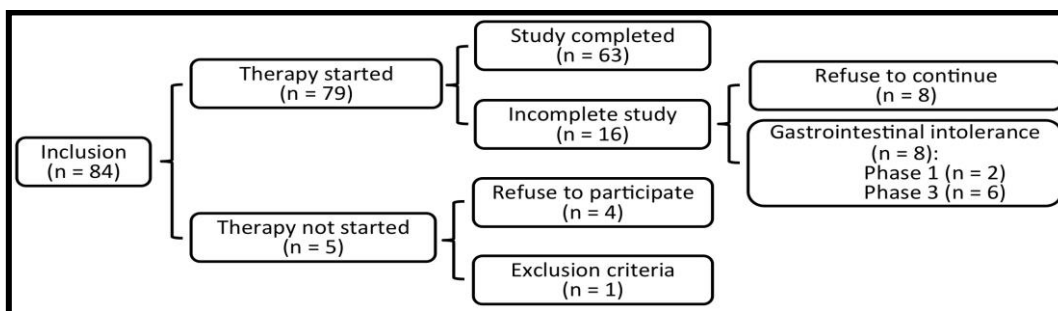 Inclusion
(n = 84)
Therapy started
(n = 79)
Study completed
(n = 63)
Incomplete study
(n = 16)
Refuse to continue
(n = 8)
Gastrointestinal intolerance
(n = 8):
Phase 1 (n = 2)
Phase 3 (n = 6)
Therapy not started
(n = 5)
Refuse to participate
(n = 4)
Exclusion criteria
(n = 1)